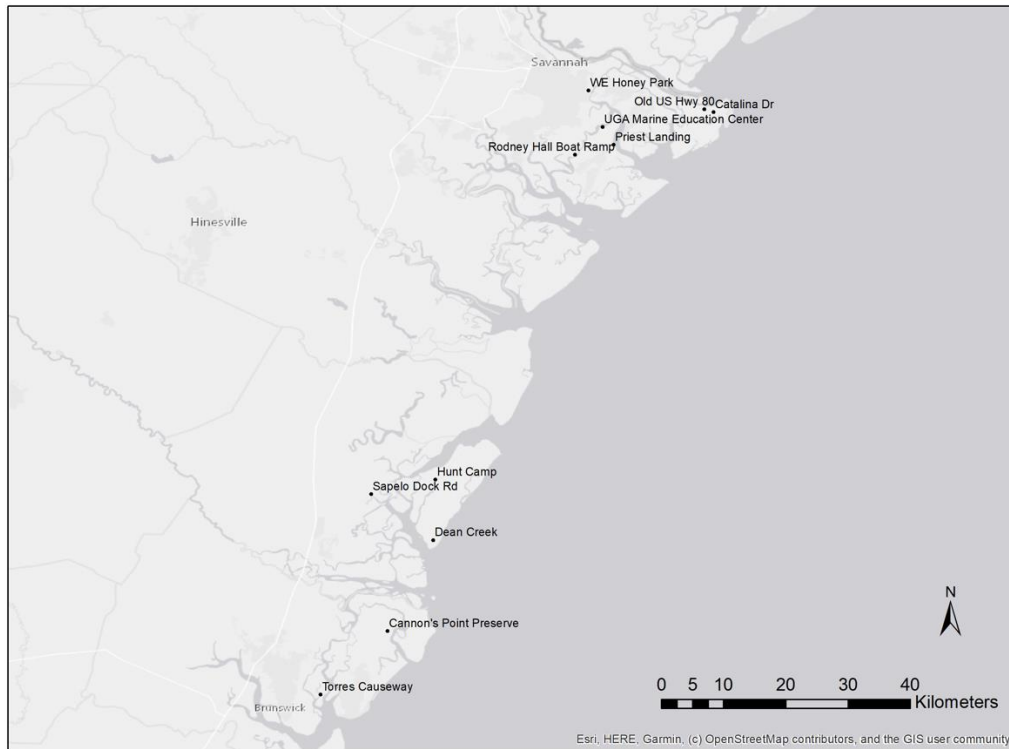 Savannah
WE Honey Park
Old US Hwy 80
Catalina Dr
UGA Marine Education Center
Priest Landing
Rodney Hall Boat Ramp
Hinesville
Hunt Camp
Sapelo Dock Rd
Dean Creek
Cannon's Point Preserve
Torres Causeway
Brunswick
N
0 5 10 20 30 40
Kilometers
Esri, HERE, Garmin, (c) OpenStreetMap contributors, and the GIS user community